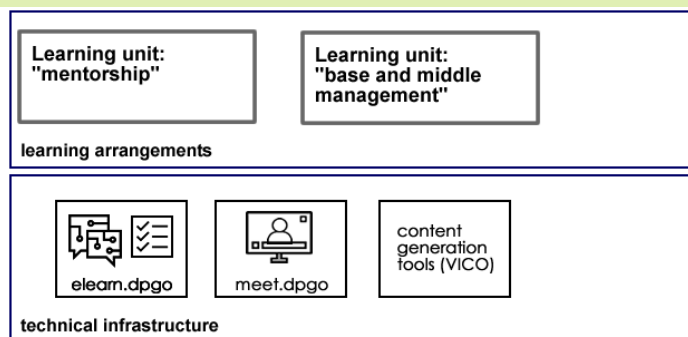 Learning unit:
"mentorship"
Learning unit:
"base and middle
management"
learning arrangements
elearn.dpgo
meet.dpgo
content
generation
tools (VICO)
technical infrastructure